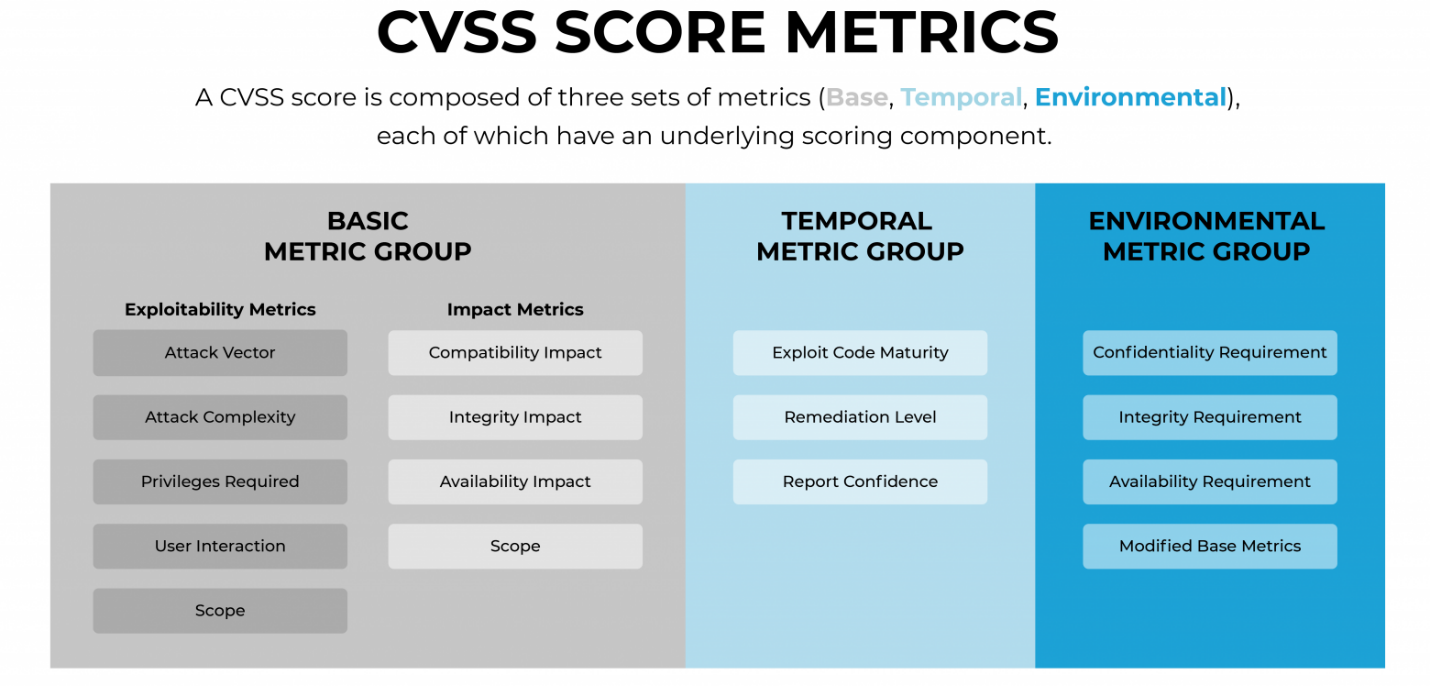 CVSS SCORE METRICS
A CVSS score is composed of three sets of metrics (Base, Temporal, Environmental),
each of which have an underlying scoring component.
BASIC
METRIC GROUP
Exploitability Metrics
Attack Vector
Attack Complexity
Privileges Required
User Interaction
Scope
Impact Metrics
Compatibility Impact
Integrity Impact
Availability Impact
Scope
TEMPORAL
METRIC GROUP
Exploit Code Maturity
Remediation Level
Report Confidence
ENVIRONMENTAL
METRIC GROUP
Confidentiality Requirement
Integrity Requirement
Availability Requirement
Modified Base Metrics